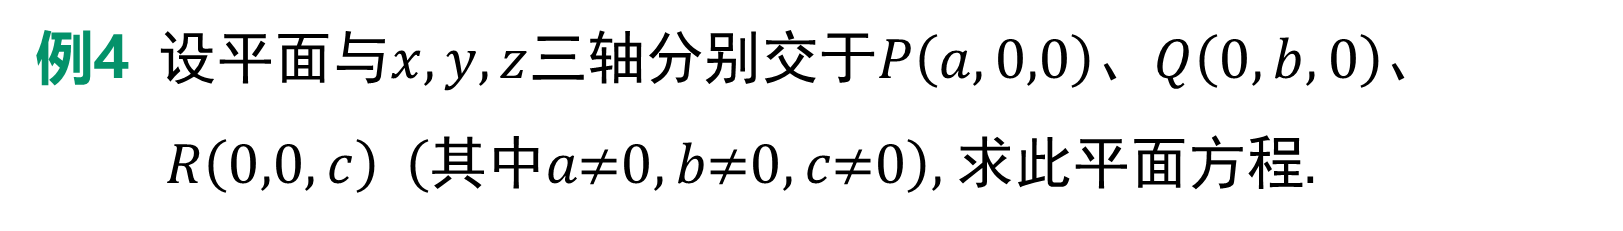 例4 设平面与x, y, z三轴分别交于P(a, 0,0)、Q(0, b, 0)、
R(0,0, c) (其中a≠0, b≠0, c≠0), 求此平面方程.